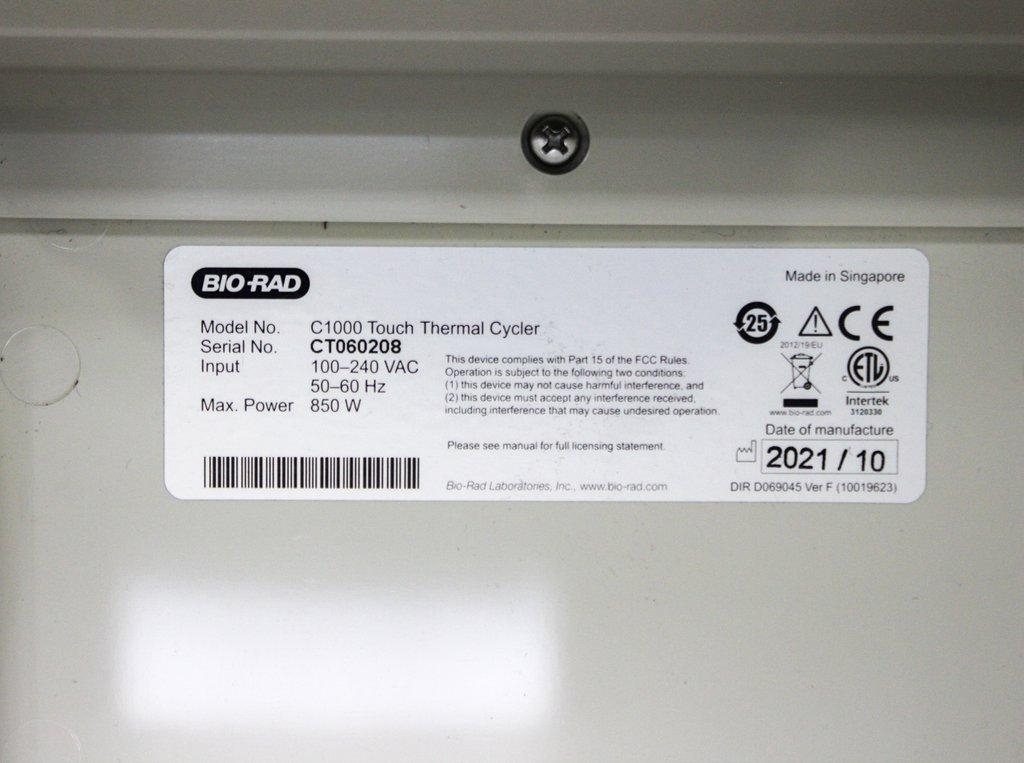 BIO-RAD
Made in Singapore
Model No. C1000 Touch Thermal Cycler
Serial No. CT060208
Input 100–240 VAC
50–60 Hz
Max. Power 850 W
This device complies with Part 15 of the FCC Rules.
Operation is subject to the following two conditions:
(1) this device may not cause harmful interference, and
(2) this device must accept any interference received,
including interference that may cause undesired operation.
Please see manual for full licensing statement.
Bio-Rad Laboratories, Inc., www.bio-rad.com
25
CE
2012/19/EU
www.bio-rad.com
C ETL US
Intertek
3120330
Date of manufacture
2021 / 10
DIR D069045 Ver F (10019623)